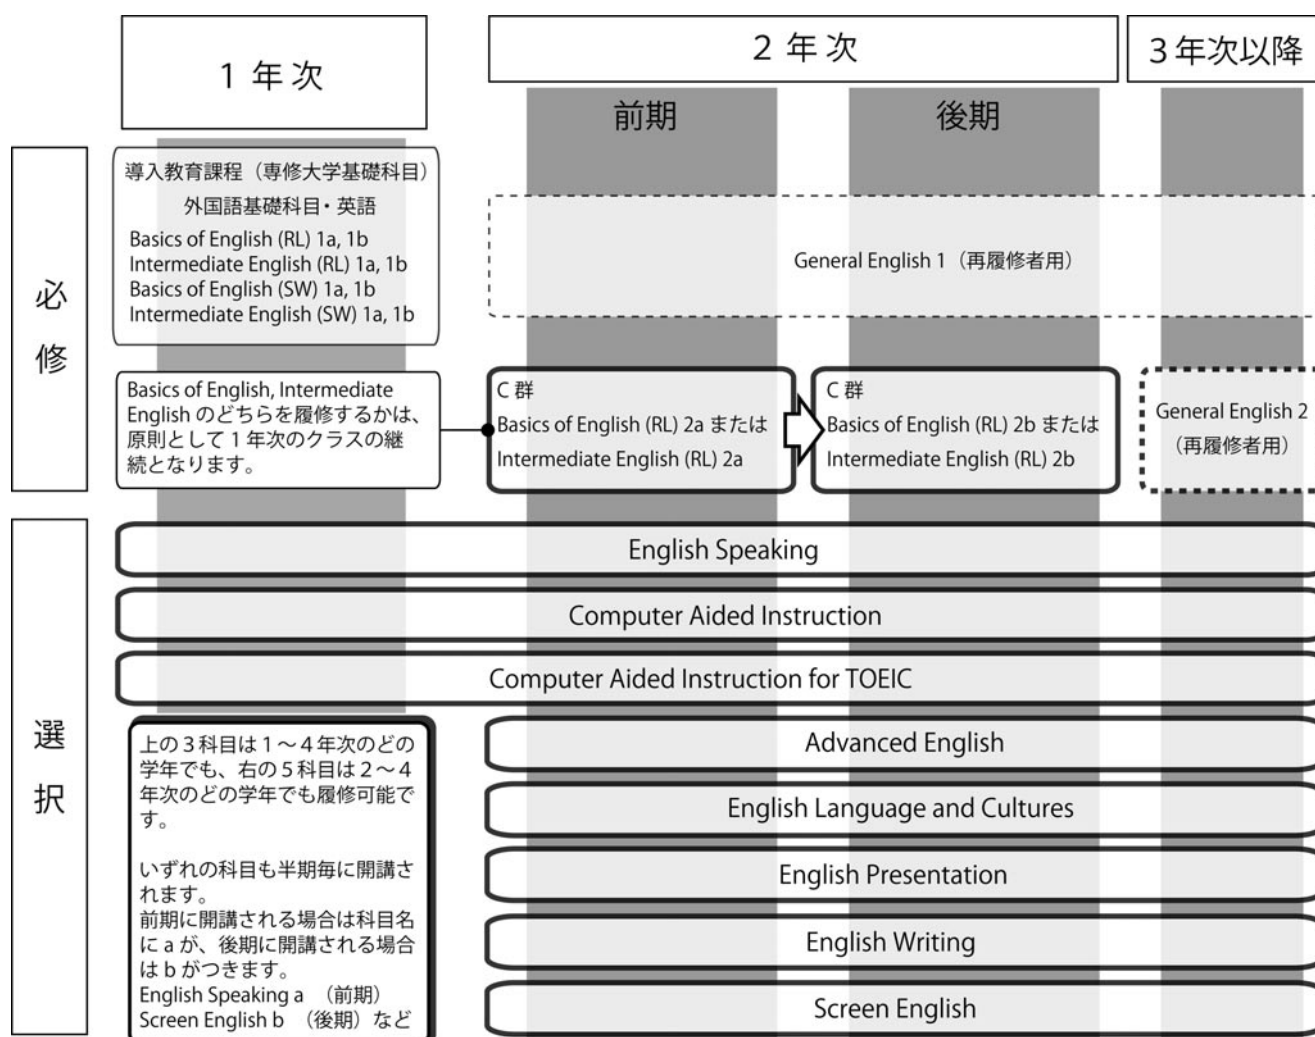 １年次
２年次
３年次以降
前期
後期
必修
導入教育課程（専修大学基礎科目）
外国語基礎科目・英語
Basics of English (RL) 1a, 1b
Intermediate English (RL) 1a, 1b
Basics of English (SW) 1a, 1b
Intermediate English (SW) 1a, 1b
General English 1（再履修者用）
Basics of English, Intermediate
English のどちらを履修するかは、
原則として１年次のクラスの継
続となります。
C 群
Basics of English (RL) 2a または
Intermediate English (RL) 2a
C 群
Basics of English (RL) 2b または
Intermediate English (RL) 2b
General English 2
（再履修者用）
選択
English Speaking
Computer Aided Instruction
Computer Aided Instruction for TOEIC
上の３科目は１～４年次のどの
学年でも、右の５科目は２～４
年次のどの学年でも履修可能で
す。
いずれの科目も半期毎に開講さ
れます。
前期に開講される場合は科目名
に a が、後期に開講される場合
は b がつきます。
English Speaking a （前期）
Screen English b （後期）など
Advanced English
English Language and Cultures
English Presentation
English Writing
Screen English